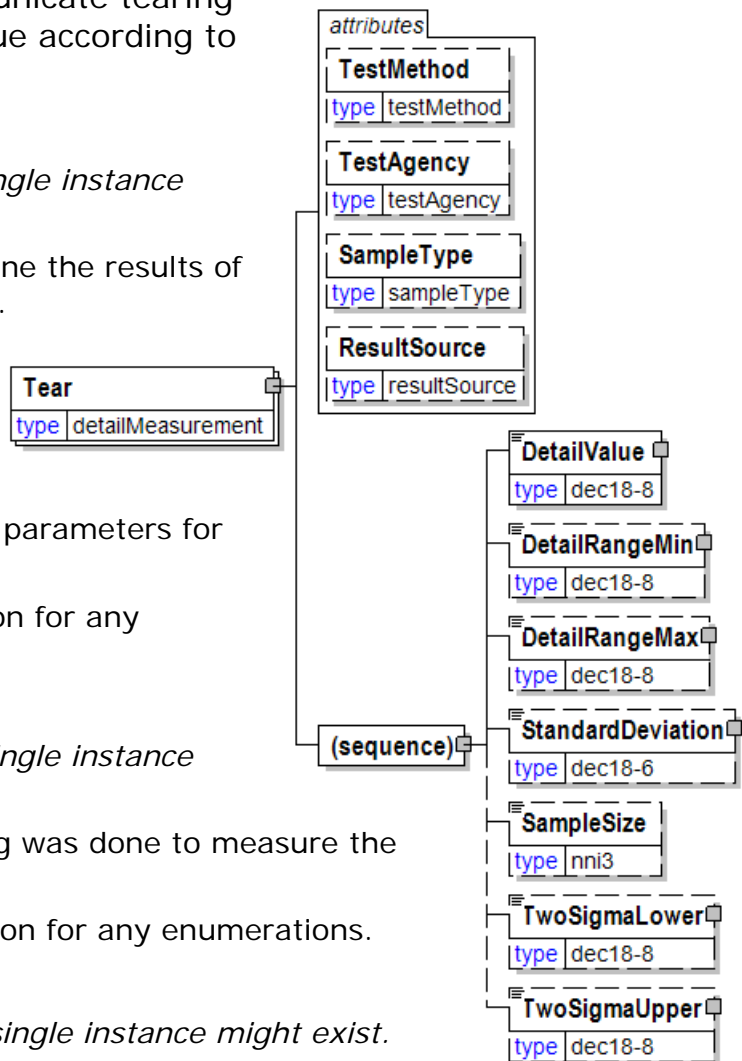 unicate tearing
ue according to
ngle instance
ne the results of
.
parameters for
on for any
ingle instance
g was done to measure the
on for any enumerations.
single instance might exist.
Tear
type detailMeasurement
attributes
TestMethod
type testMethod
TestAgency
type testAgency
SampleType
type sampleType
ResultSource
type resultSource
(sequence)
DetailValue
type dec18-8
DetailRangeMin
type dec18-8
DetailRangeMax
type dec18-8
StandardDeviation
type dec18-6
SampleSize
type nni3
TwoSigmaLower
type dec18-8
TwoSigmaUpper
type dec18-8